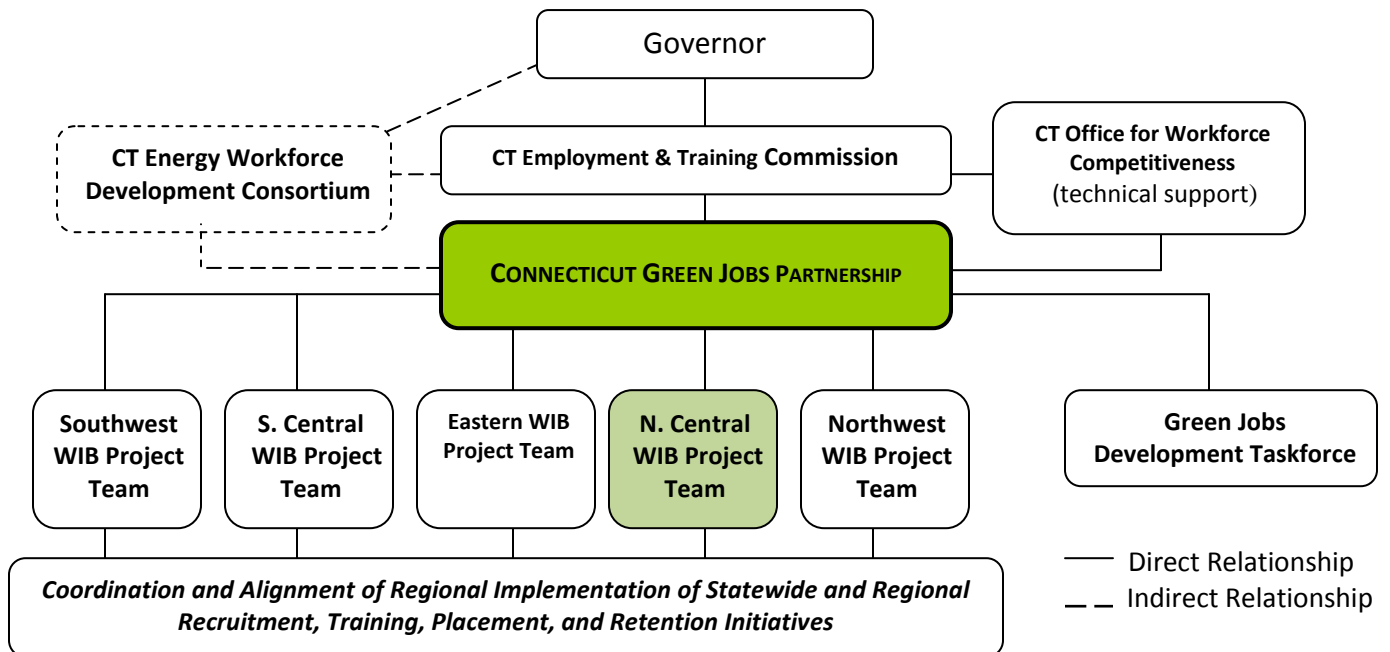 Governor
CT Energy Workforce
Development Consortium
CT Employment & Training Commission
CT Office for Workforce
Competitiveness
(technical support)
CONNECTICUT GREEN JOBS PARTNERSHIP
Southwest
WIB Project
Team
S. Central
WIB Project
Team
Eastern WIB
Project Team
N. Central
WIB Project
Team
Northwest
WIB Project
Team
Green Jobs
Development Taskforce
Coordination and Alignment of Regional Implementation of Statewide and Regional
Recruitment, Training, Placement, and Retention Initiatives
Direct Relationship
Indirect Relationship